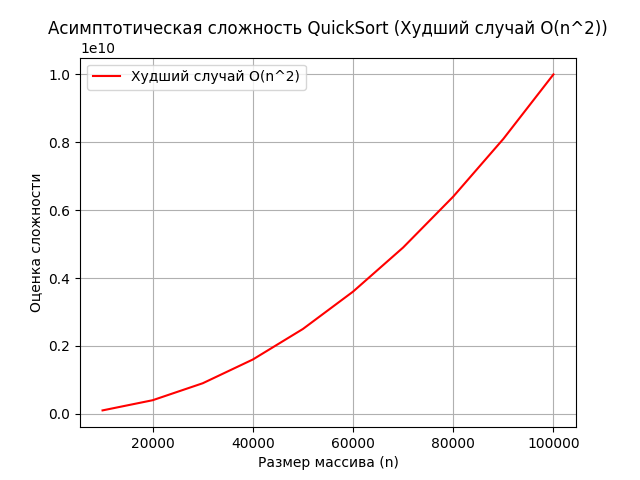 Асимптотическая сложность QuickSort (Худший случай O(n^2))
1e10
Худший случай O(n^2)
1.0
0.8
0.6
0.4
0.2
0.0
Оценка сложности
20000 40000 60000 80000 100000
Размер массива (n)